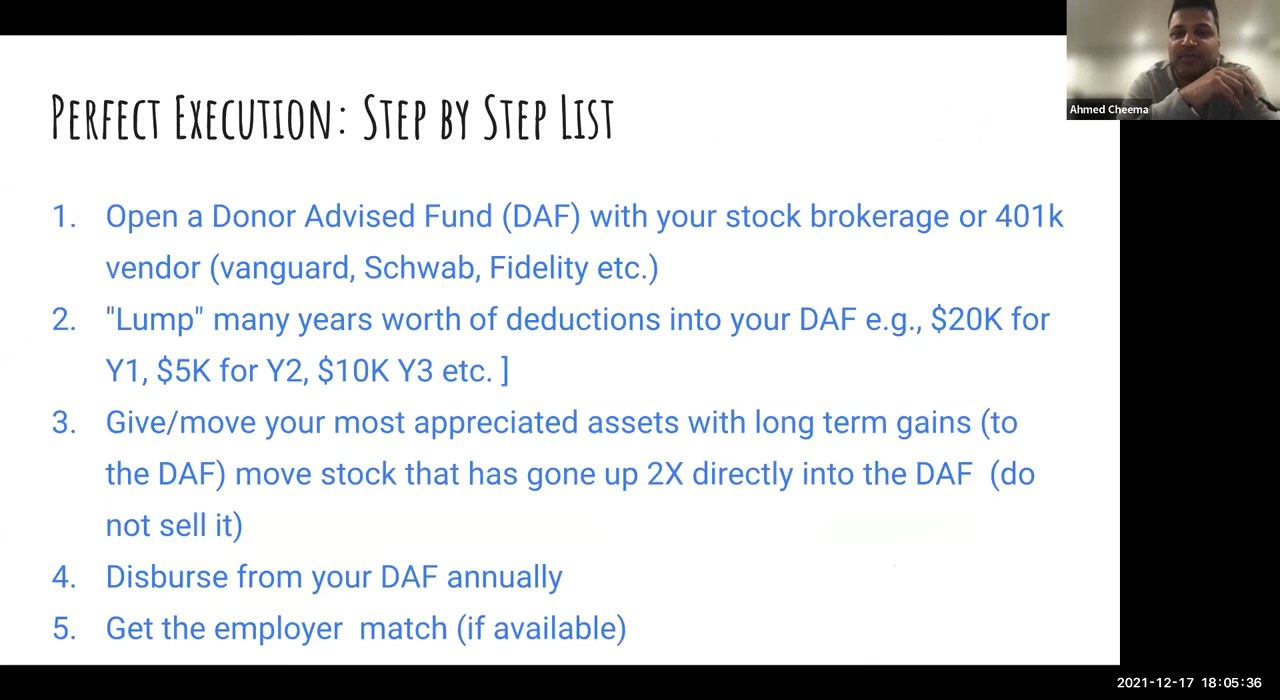 Ahmed Cheema
Perfect Execution: Step by Step List
1. Open a Donor Advised Fund (DAF) with your stock brokerage or 401k
vendor (vanguard, Schwab, Fidelity etc.)
2. "Lump" many years worth of deductions into your DAF e.g., $20K for
Y1, $5K for Y2, $10K Y3 etc. ]
3. Give/move your most appreciated assets with long term gains (to
the DAF) move stock that has gone up 2X directly into the DAF (do
not sell it)
4. Disburse from your DAF annually
5. Get the employer match (if available)
2021-12-17 18:05:36